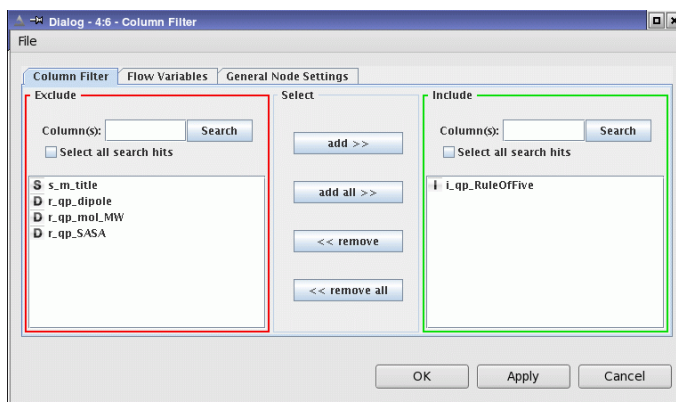 Dialog - 4:6 - Column Filter
File
Column Filter Flow Variables General Node Settings
Exclude Select Include
Column(s): Search
Select all search hits
S s_m_title
D r_qp_dipole
D r_qp_mol_MW
D r_qp_SASA
add >>
add all >>
<< remove
<< remove all
Column(s): Search
Select all search hits
I i_qp_RuleOfFive
OK Apply Cancel